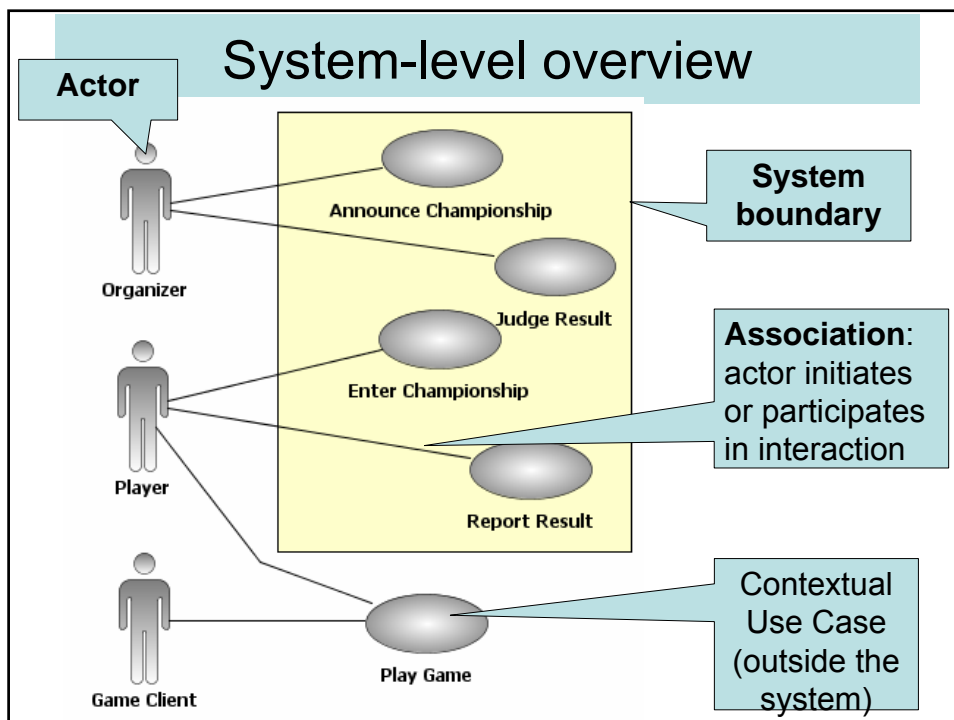 System-level overview
Actor
Announce Championship
System
boundary
Organizer
Judge Result
Association:
actor initiates
or participates
in interaction
Enter Championship
Player
Report Result
Contextual
Use Case
(outside the
system)
Play Game
Game Client